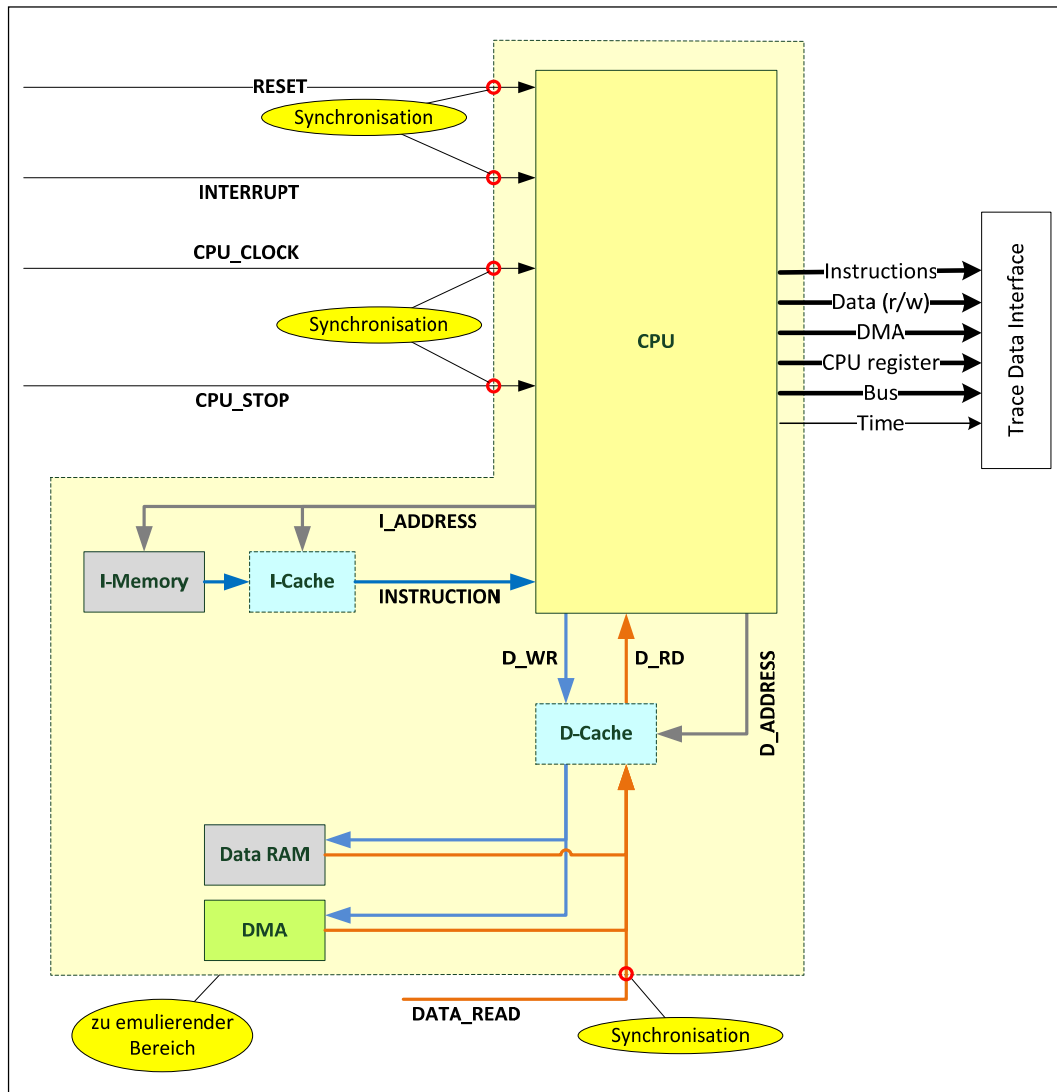 RESET
Synchronisation
INTERRUPT
CPU_CLOCK
Synchronisation
CPU_STOP
CPU
Instructions
Data (r/w)
DMA
CPU register
Bus
Time
Trace Data Interface
I_ADDRESS
I-Memory
I-Cache
INSTRUCTION
D_WR
D_RD
D_ADDRESS
D-Cache
Data RAM
DMA
zu emulierender
Bereich
DATA_READ
Synchronisation